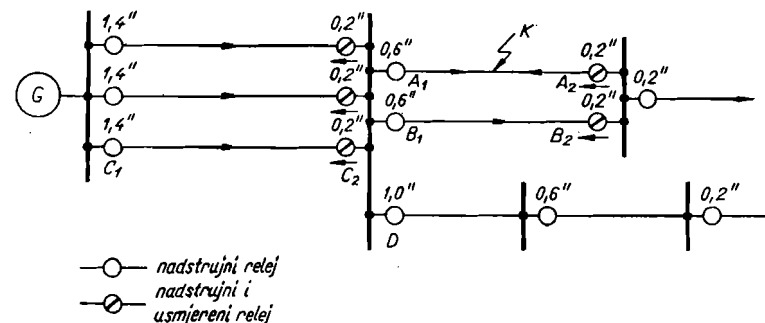 1,4"
0,2"
0,6"
K
0,2"
1,4"
0,2"
A1
A2
0,2"
G
0,6"
0,2"
1,4"
0,2"
B1
B2
C1
C2
1,0"
0,6"
0,2"
D
nadstrujni relej
nadstrujni i
usmjereni relej